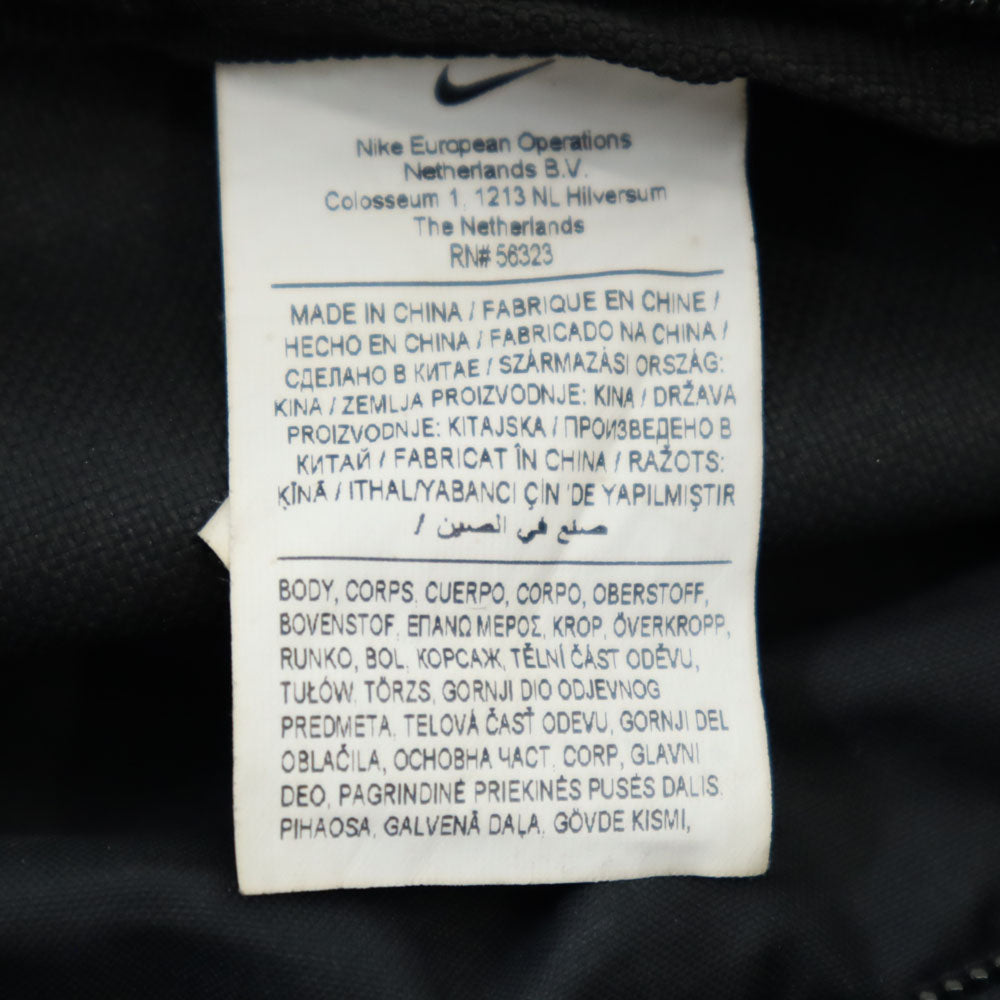 Nike European Operations
Netherlands B.V.
Colosseum 1, 1213 NL Hilversum
The Netherlands
RN# 56323
MADE IN CHINA / FABRIQUE EN CHINE /
HECHO EN CHINA / FABRICADO NA CHINA /
СДЕЛАНО В КИТАЕ / SZÁRMAZÁSI ORSZÁG:
KINA / ZEMLJA PROIZVODNJE: KINA / DRŽAVA
PROIZVODNJE: KITAJSKA / ПРОИЗВЕДЕНО В
КИТАЙ / FABRICAT ÎN CHINA / RAŽOTS:
ĶĪNĀ / ITHAL/YABANCI ÇİN 'DE YAPILMIŞTIR
/ صنع في الصين
BODY, CORPS, CUERPO, CORPO, OBERSTOFF,
BOVENSTOF, ΕΠΑΝΩ ΜΕΡΟΣ, KROP, ÖVERKROPP,
RUNKO, BOL, КОРСАЖ, TĚLNÍ ČÁST ODĚVU,
TUŁÓW, TÖRZS, GORNJI DIO ODJEVNOG
PREDMETA, TELOVÁ ČASŤ ODEVU, GORNJI DEL
OBLAČILA, ОСНОВНА ЧАСТ, CORP, GLAVNI
DEO, PAGRINDINĖ PRIEKINĖS PUSĖS DALIS,
PIHAOSA, GALVENĀ DAĻA, GÖVDE KISMI,